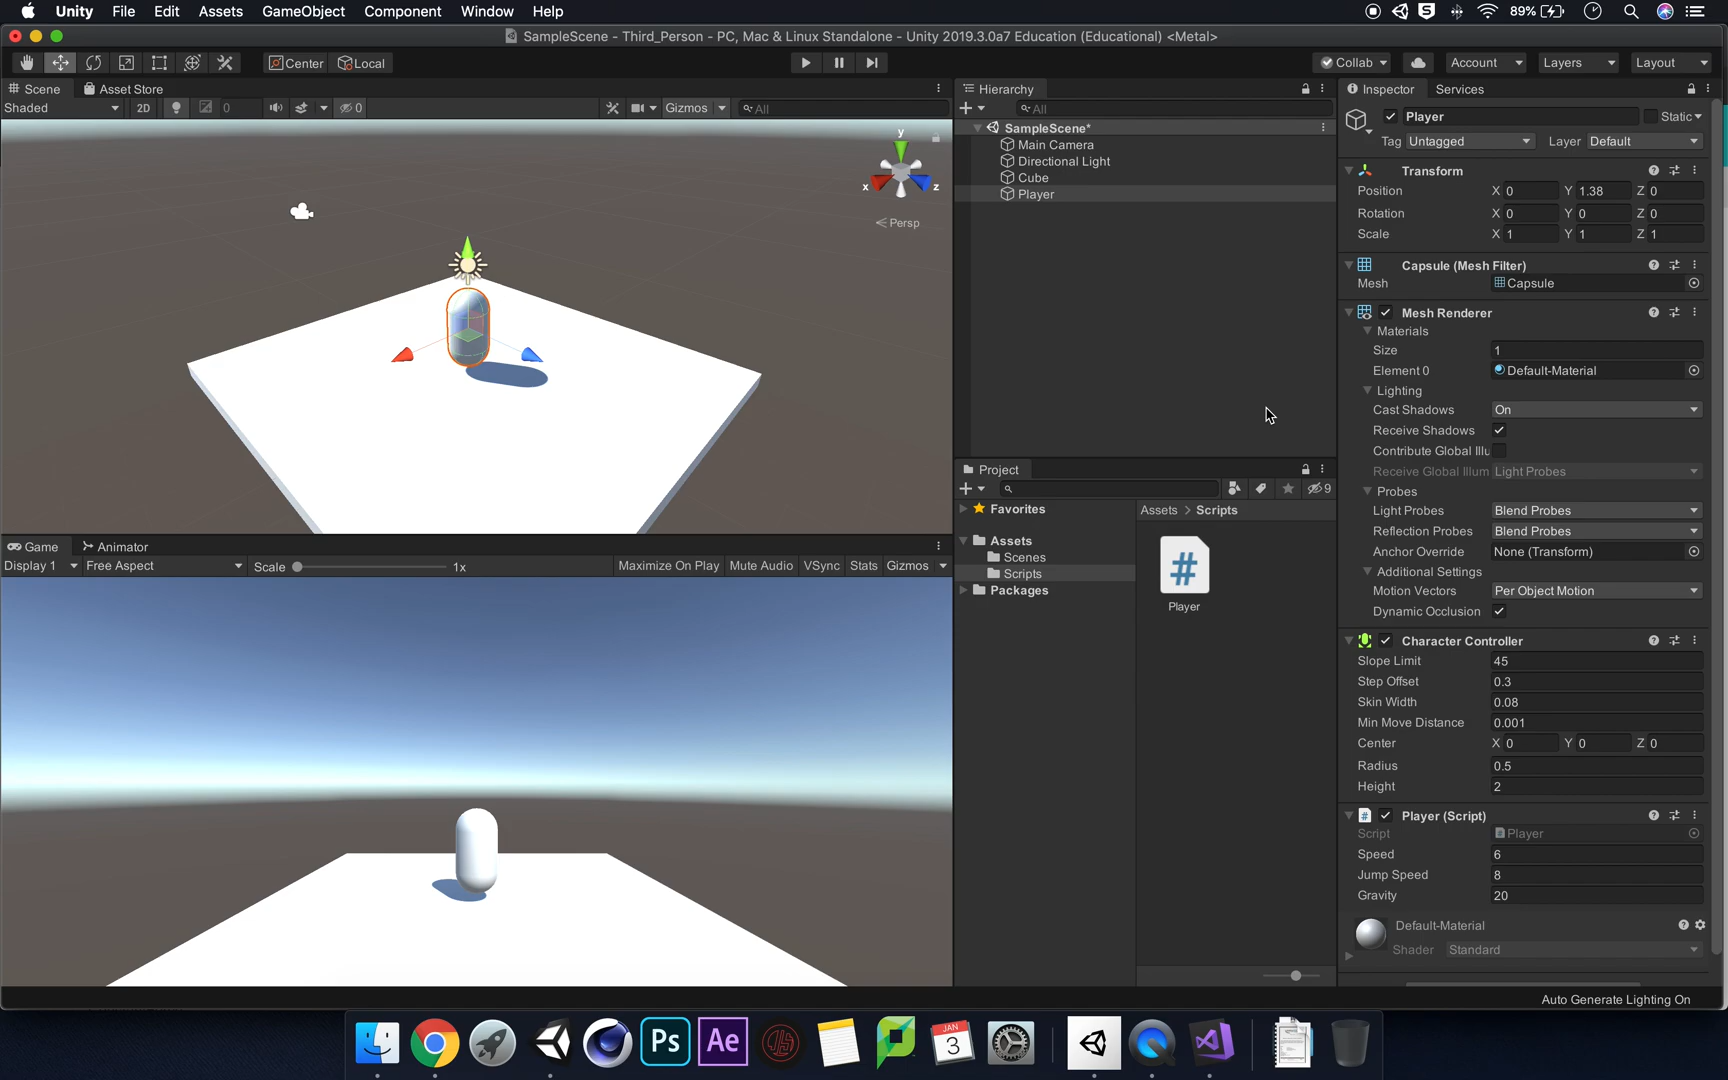 Unity File Edit Assets GameObject Component Window Help 89%
SampleScene - Third_Person - PC, Mac & Linux Standalone - Unity 2019.3.0a7 Education (Educational) <Metal>
Center Local Collab Account Layers Layout
Scene Asset Store
Shaded 2D 0 0 Gizmos All
y
x z
Persp
Game Animator
Display 1 Free Aspect Scale 1x Maximize On Play Mute Audio VSync Stats Gizmos
Hierarchy
All
SampleScene*
Main Camera
Directional Light
Cube
Player
Project
9
Favorites
Assets
Scenes
Scripts
Packages
Assets > Scripts
#
Player
Inspector Services
Player Static
Tag Untagged Layer Default
Transform
Position X 0 Y 1.38 Z 0
Rotation X 0 Y 0 Z 0
Scale X 1 Y 1 Z 1
Capsule (Mesh Filter)
Mesh Capsule
Mesh Renderer
Materials
Size 1
Element 0 Default-Material
Lighting
Cast Shadows On
Receive Shadows
Contribute Global Illu
Receive Global Illum Light Probes
Probes
Light Probes Blend Probes
Reflection Probes Blend Probes
Anchor Override None (Transform)
Additional Settings
Motion Vectors Per Object Motion
Dynamic Occlusion
Character Controller
Slope Limit 45
Step Offset 0.3
Skin Width 0.08
Min Move Distance 0.001
Center X 0 Y 0 Z 0
Radius 0.5
Height 2
# Player (Script)
Script Player
Speed 6
Jump Speed 8
Gravity 20
Default-Material
Shader Standard
Auto Generate Lighting On
Ps Ae JAN 3